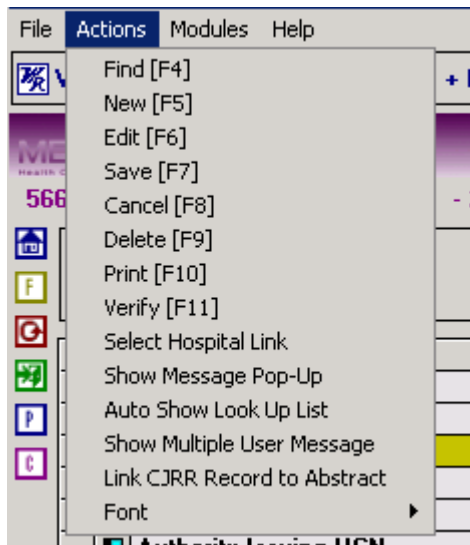 File Actions Modules Help
Find [F4]
New [F5]
Edit [F6]
Save [F7]
566
Cancel [F8]
Delete [F9]
F
Print [F10]
Verify [F11]
Select Hospital Link
Show Message Pop-Up
Auto Show Look Up List
P
Show Multiple User Message
C
Link CJRR Record to Abstract
Font